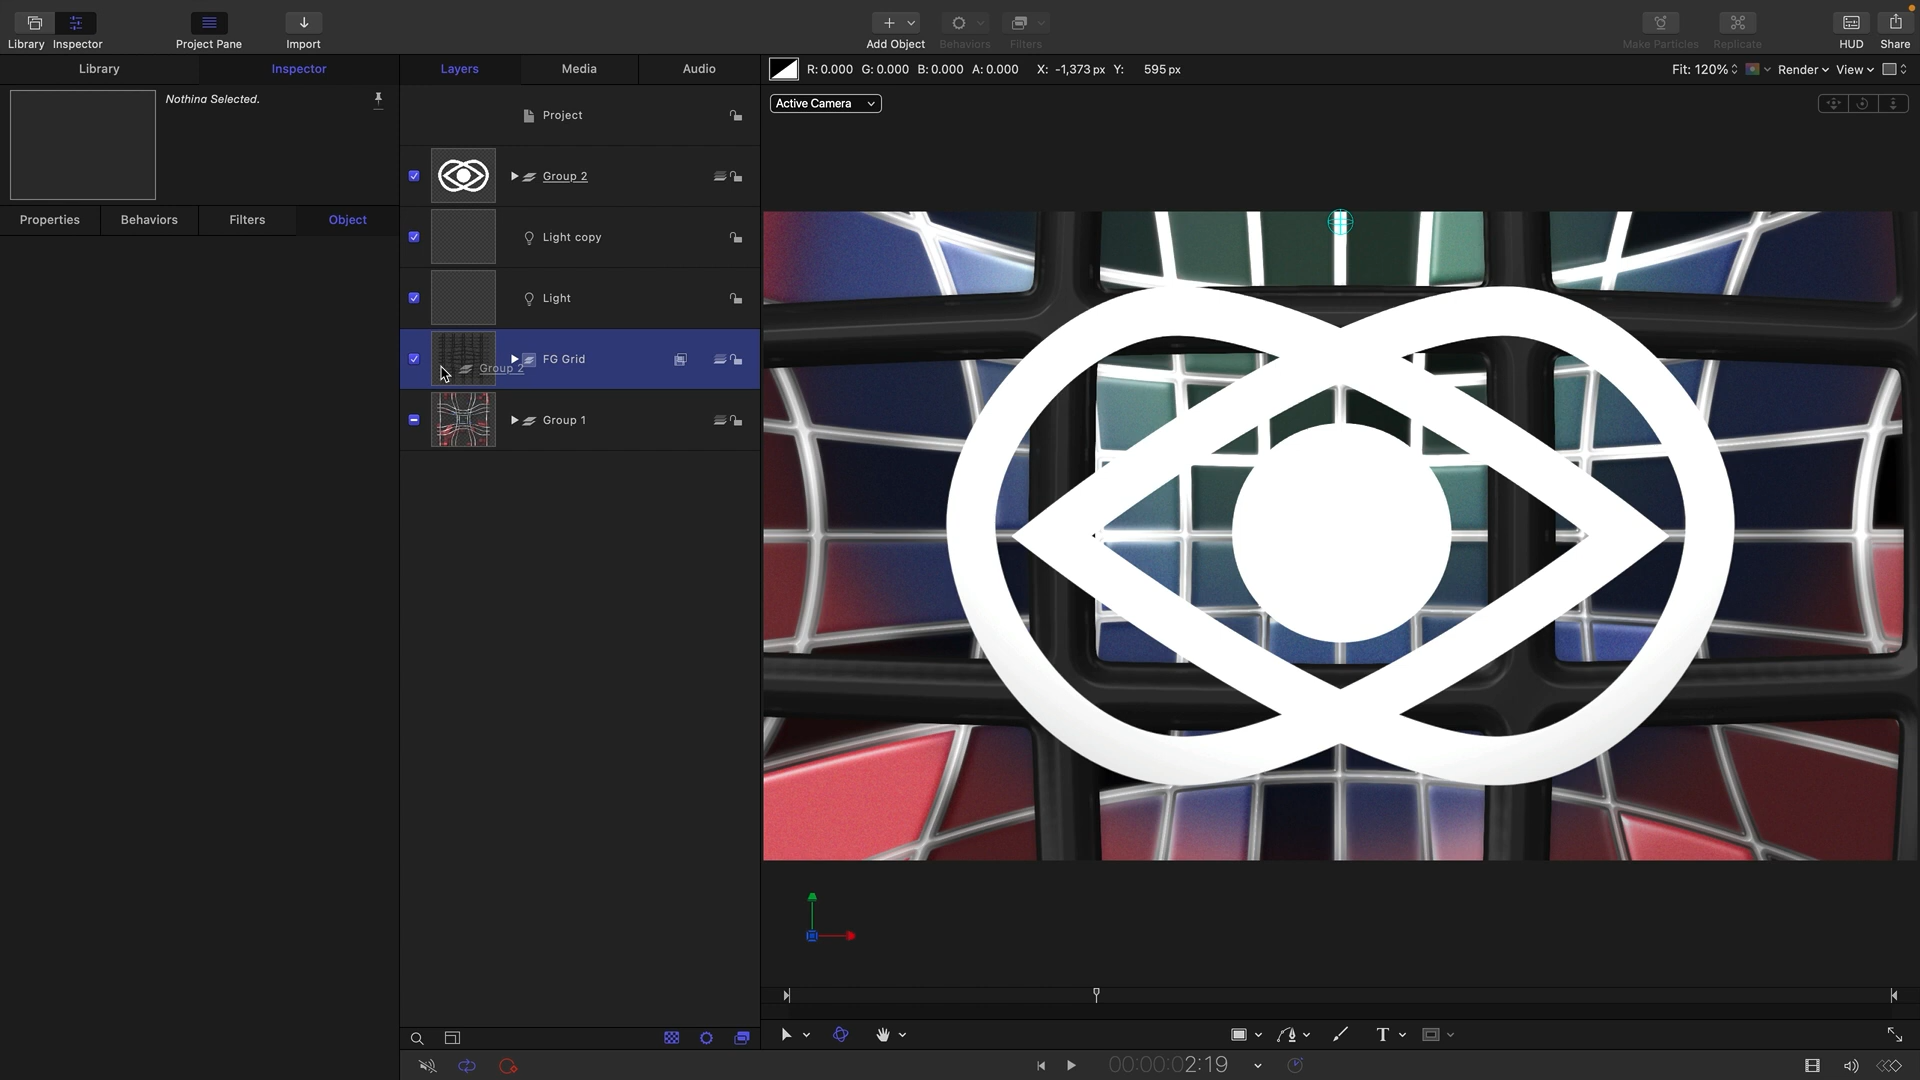 Library Inspector Project Pane Import Add Object Behaviors Filters Make Particles Replicate HUD Share
Library Inspector Layers Media Audio R: 0.000 G: 0.000 B: 0.000 A: 0.000 X: -1,373 px Y: 595 px Fit: 120% Render View
Nothing Selected.
Active Camera
Project
Group 2
Properties Behaviors Filters Object
Light copy
Light
FG Grid
Group 2
Group 1
T
00:00:02:19